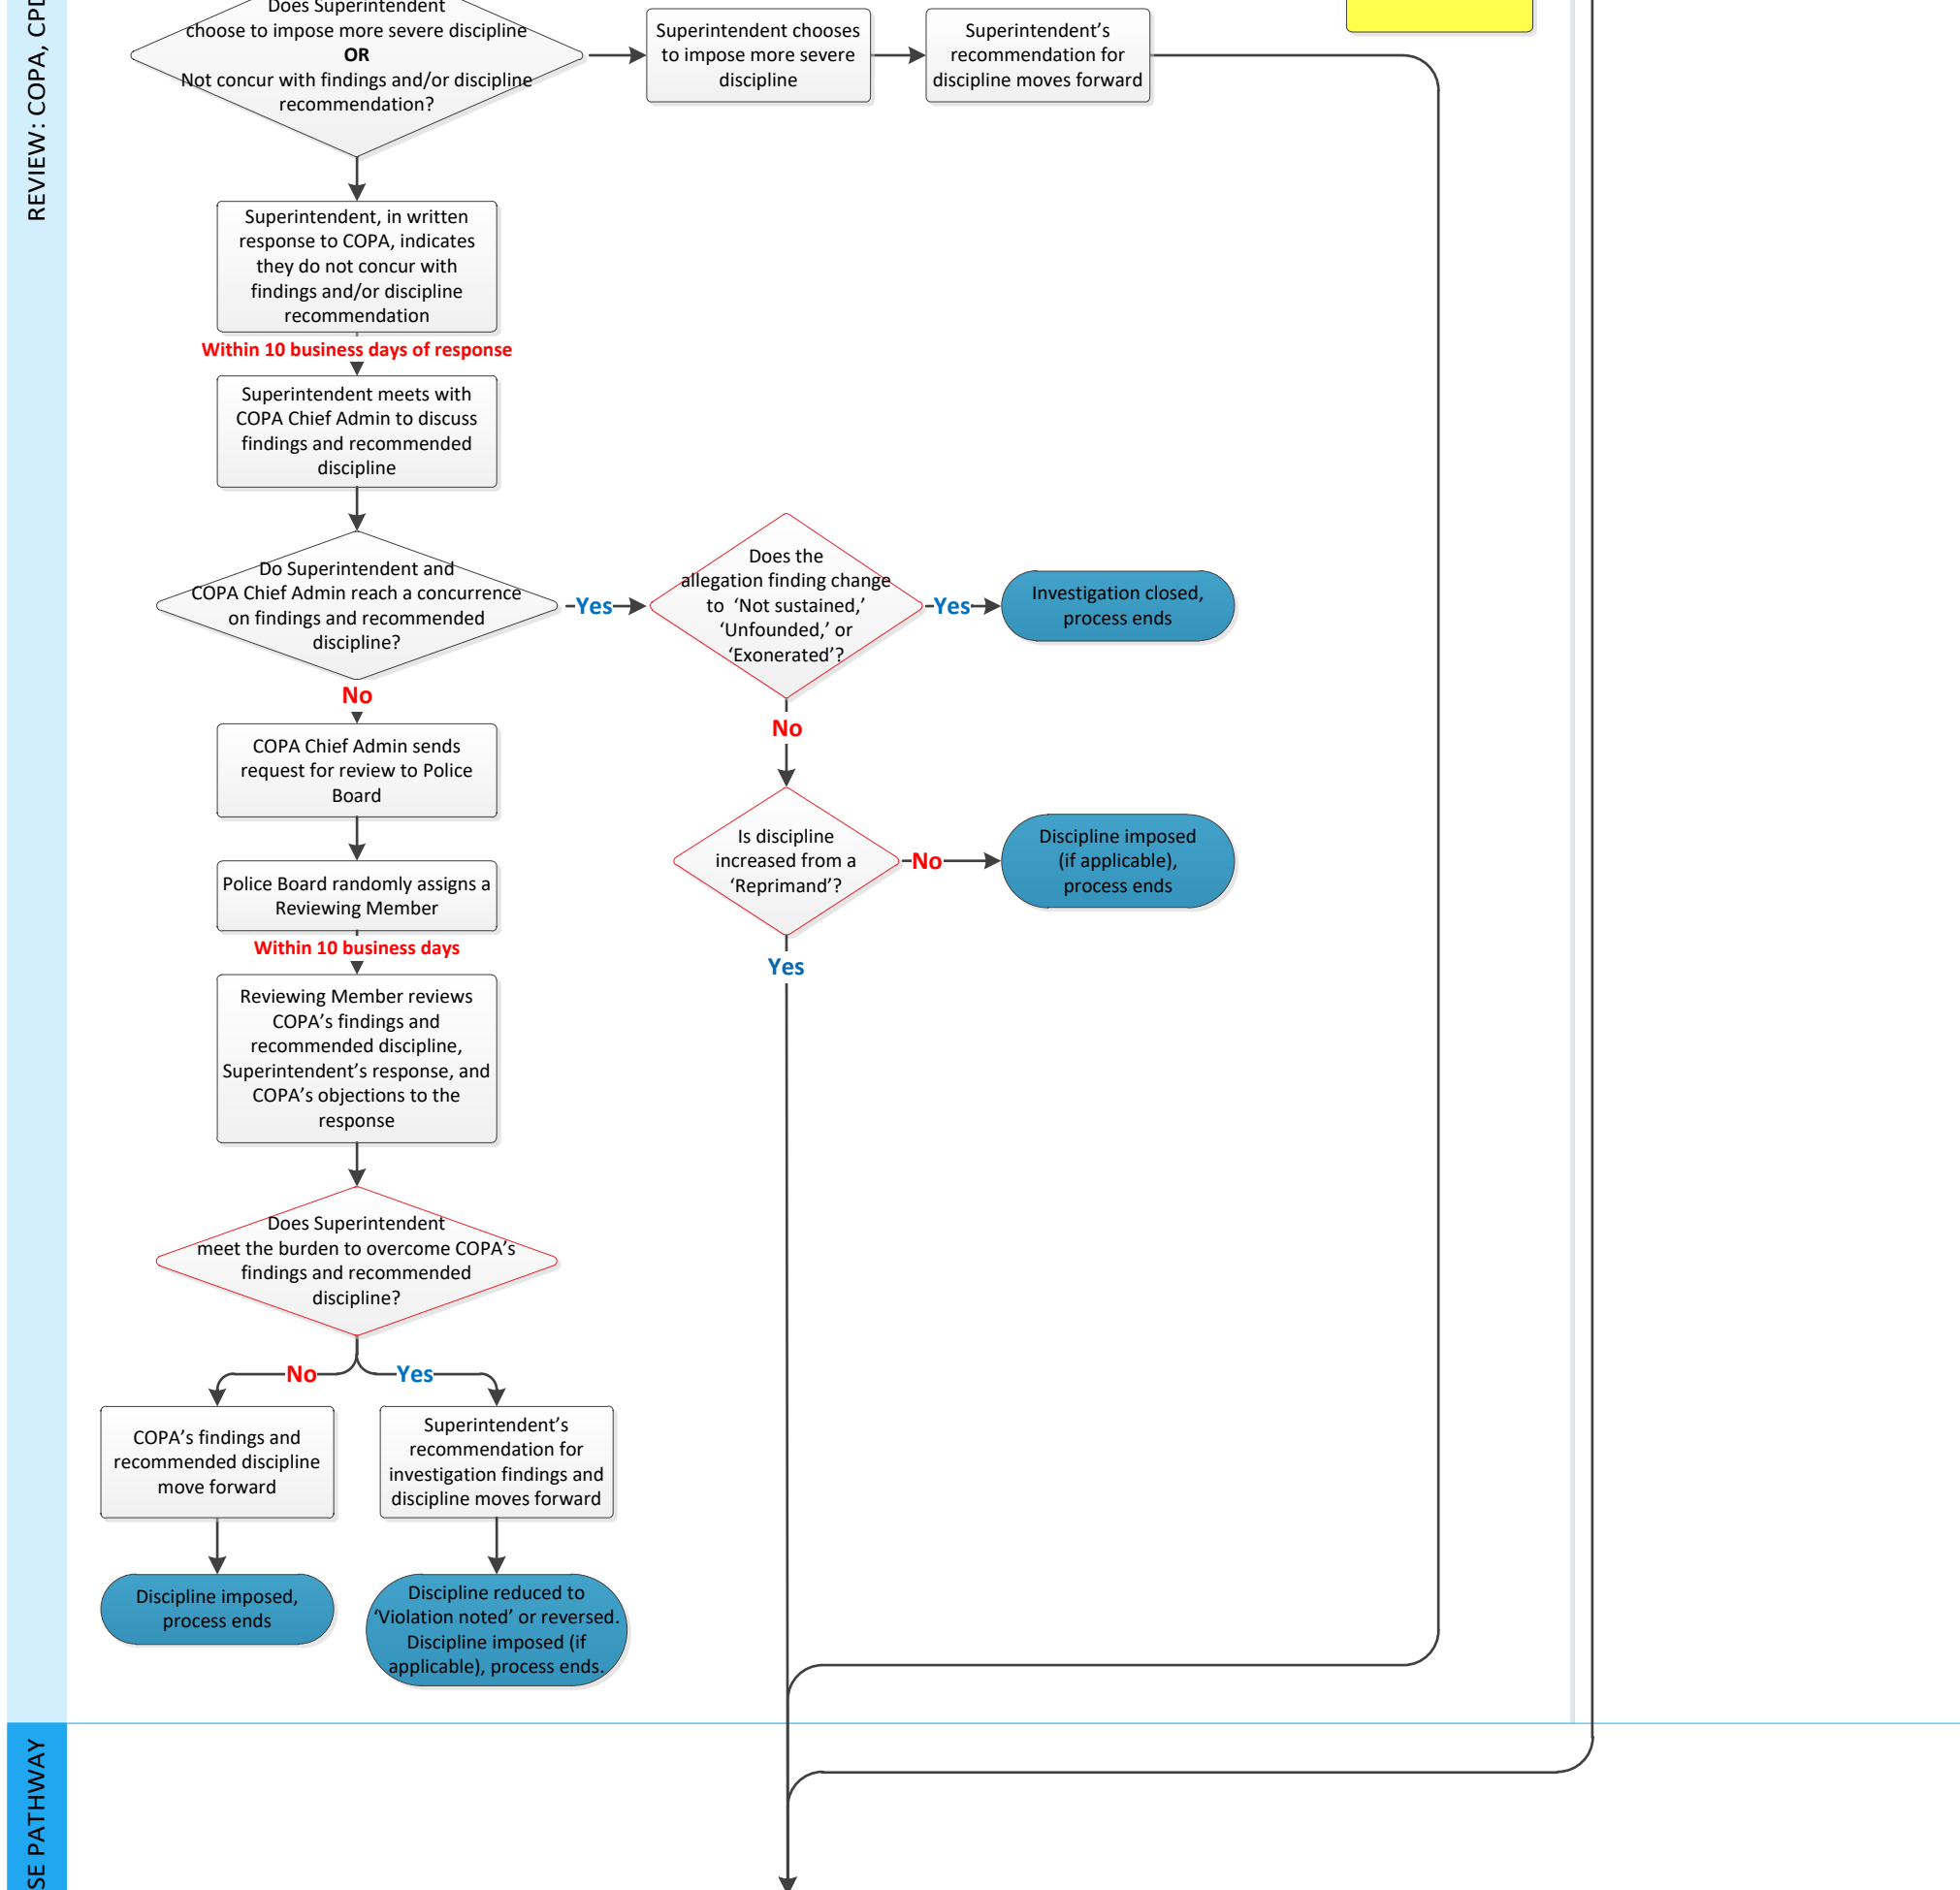 REVIEW: COPA, CPD
Does Superintendent
choose to impose more severe discipline
OR
Not concur with findings and/or discipline
recommendation?
Superintendent chooses
to impose more severe
discipline
Superintendent’s
recommendation for
discipline moves forward
Superintendent, in written
response to COPA, indicates
they do not concur with
findings and/or discipline
recommendation
Within 10 business days of response
Superintendent meets with
COPA Chief Admin to discuss
findings and recommended
discipline
Do Superintendent and
COPA Chief Admin reach a concurrence
on findings and recommended
discipline?
Yes
Does the
allegation finding change
to ‘Not sustained,’
‘Unfounded,’ or
‘Exonerated’?
Yes
Investigation closed,
process ends
No
No
COPA Chief Admin sends
request for review to Police
Board
Is discipline
increased from a
‘Reprimand’?
No
Discipline imposed
(if applicable),
process ends
Yes
Police Board randomly assigns a
Reviewing Member
Within 10 business days
Reviewing Member reviews
COPA’s findings and
recommended discipline,
Superintendent’s response, and
COPA’s objections to the
response
Does Superintendent
meet the burden to overcome COPA’s
findings and recommended
discipline?
No
Yes
COPA’s findings and
recommended discipline
move forward
Superintendent’s
recommendation for
investigation findings and
discipline moves forward
Discipline imposed,
process ends
Discipline reduced to
‘Violation noted’ or reversed.
Discipline imposed (if
applicable), process ends.
SE PATHWAY